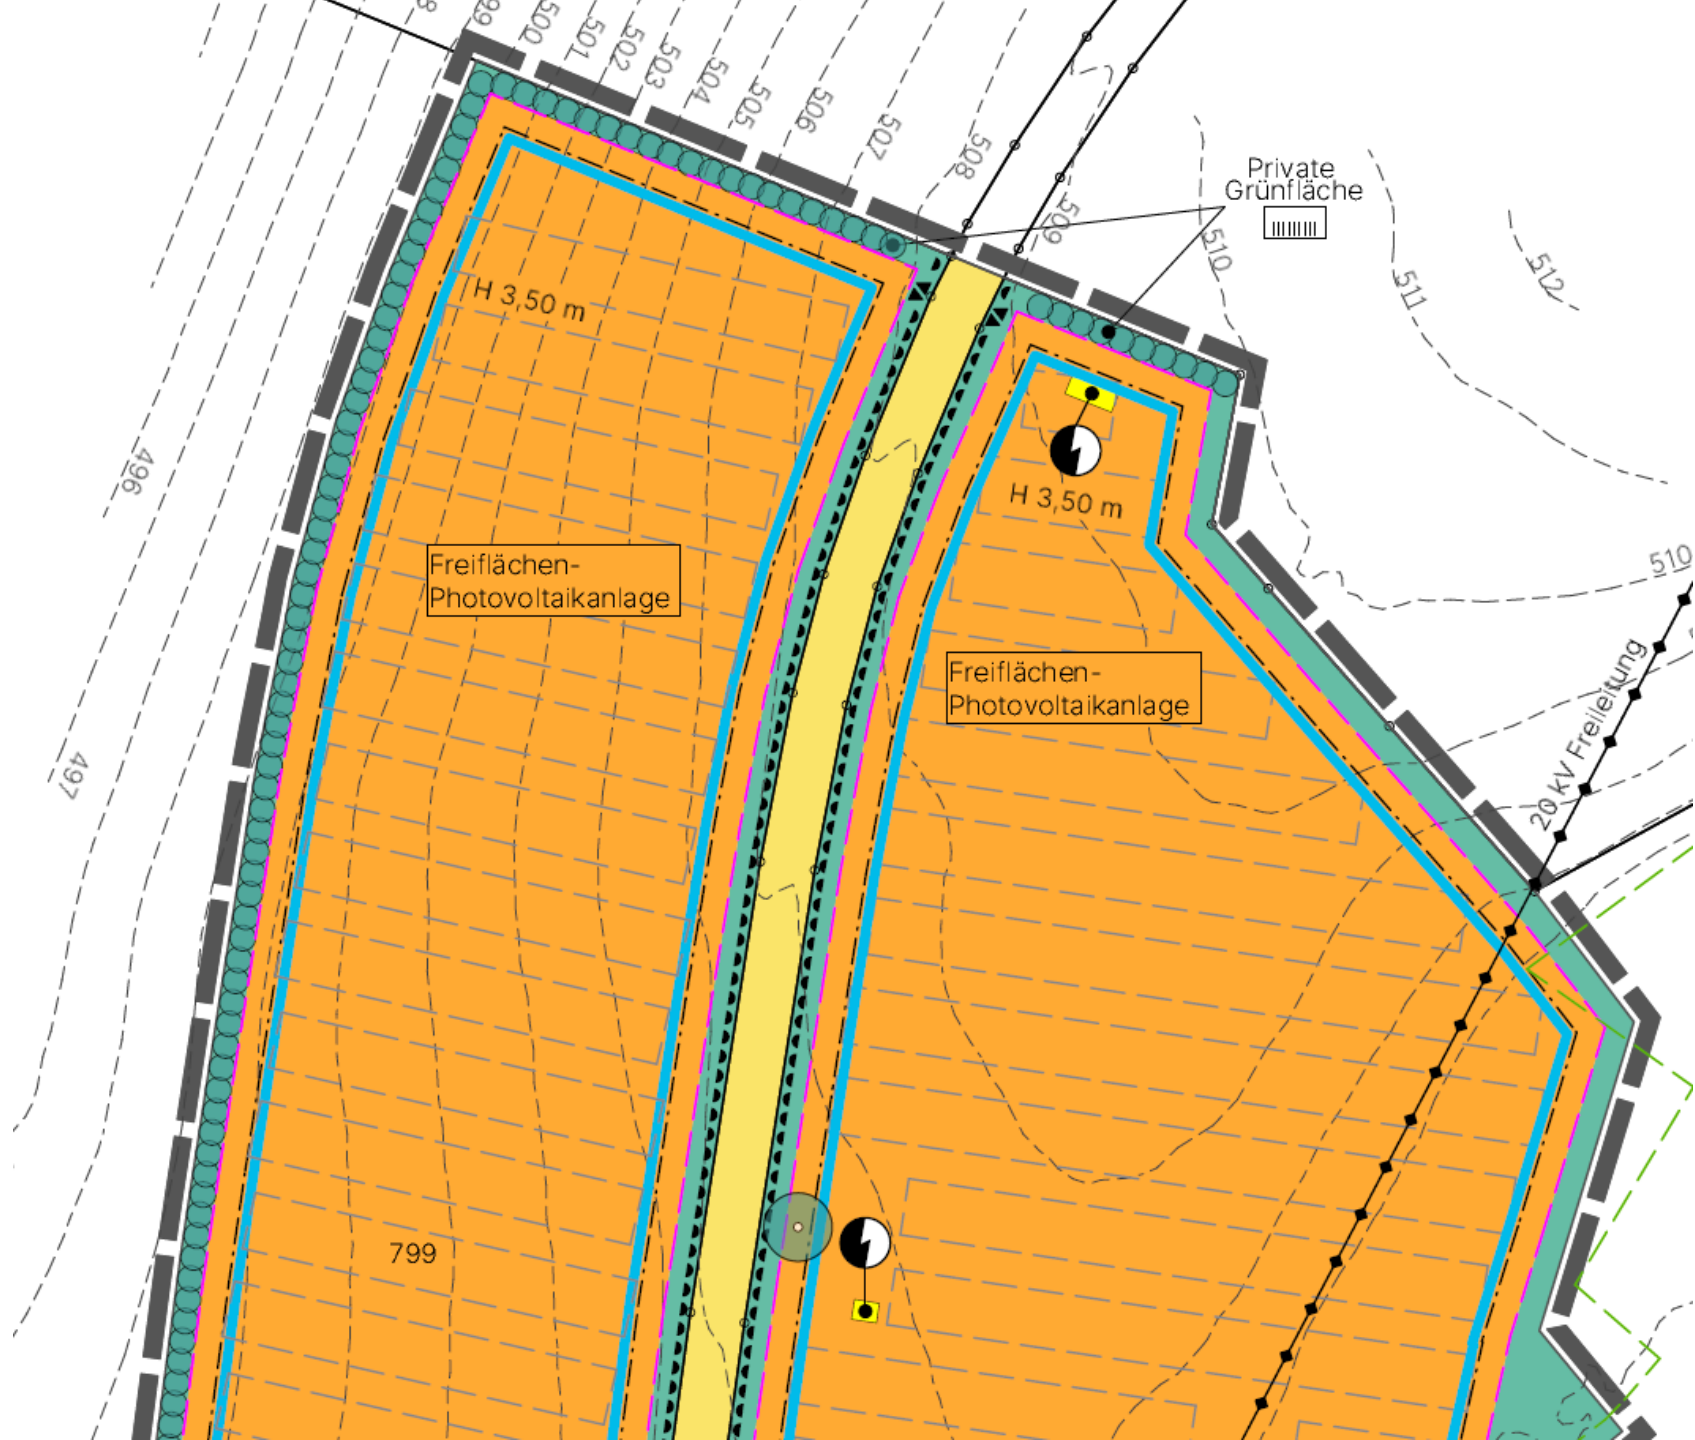 500
501
502
503
504
505
506
507
508
509
510
511
512
Private
Grünfläche
H 3,50 m
H 3,50 m
496
Freiflächen-
Photovoltaikanlage
510
Freiflächen-
Photovoltaikanlage
20 kV Freileitung
497
799